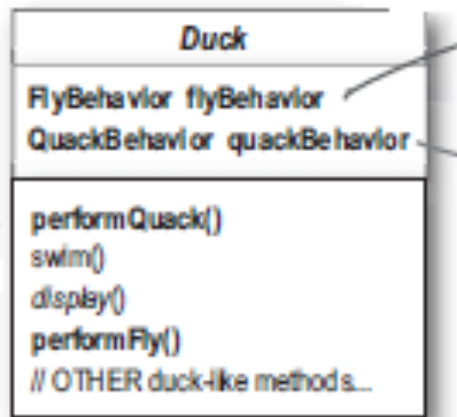 Duck
FlyBehavior flyBehavior
QuackBehavior quackBehavior
performQuack()
swim()
display()
performFly()
// OTHER duck-like methods...